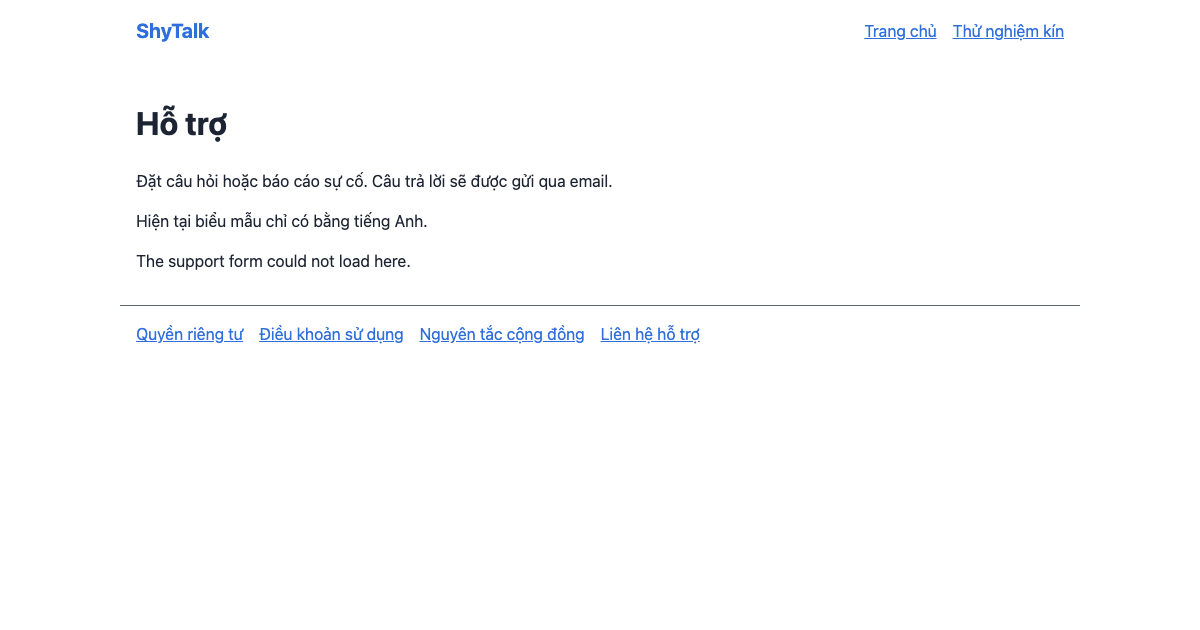 ShyTalk
Trang chủ Thử nghiệm kín
Hỗ trợ
Đặt câu hỏi hoặc báo cáo sự cố. Câu trả lời sẽ được gửi qua email.
Hiện tại biểu mẫu chỉ có bằng tiếng Anh.
The support form could not load here.
Quyền riêng tư Điều khoản sử dụng Nguyên tắc cộng đồng Liên hệ hỗ trợ